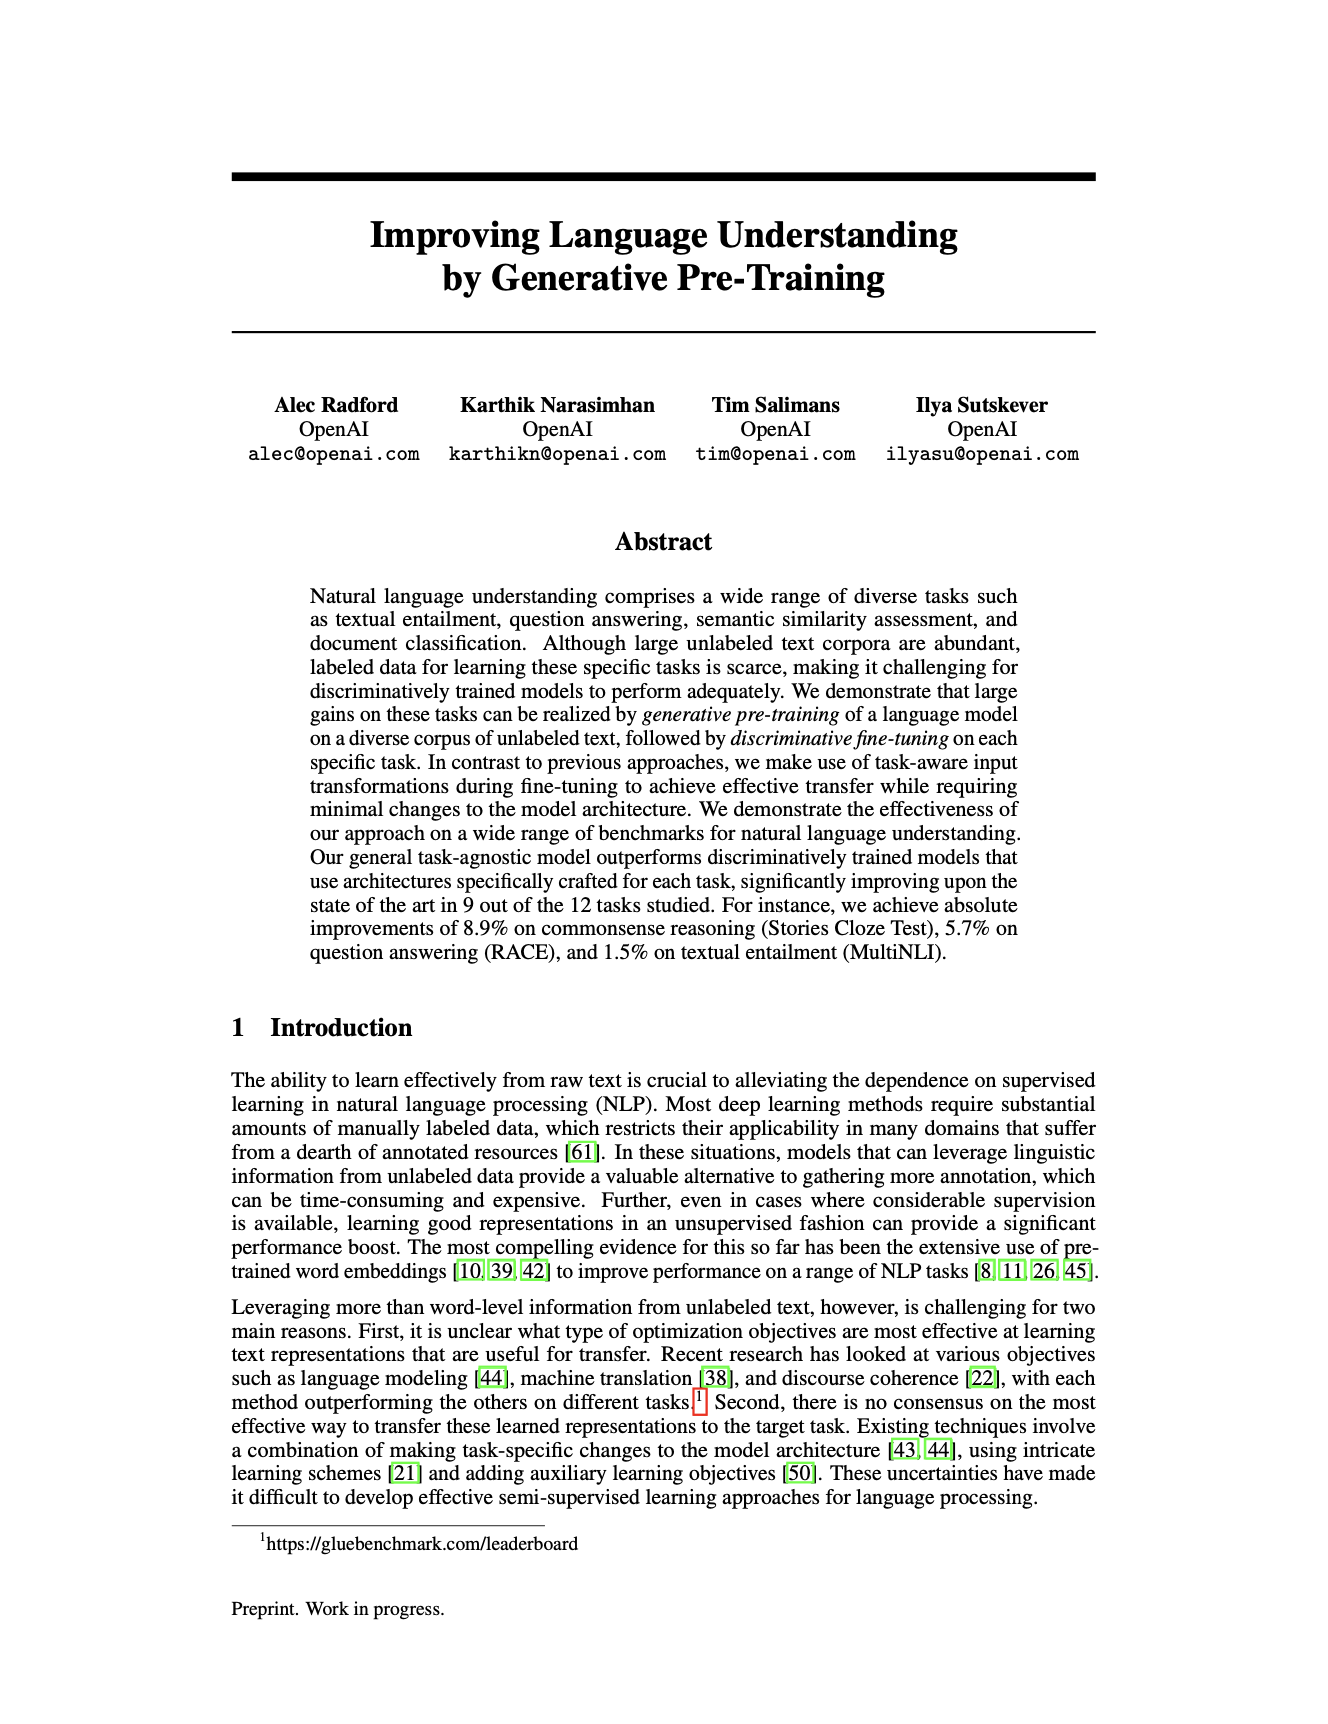 Improving Language Understanding
by Generative Pre-Training
Alec Radford
OpenAI
alec@openai.com
Karthik Narasimhan
OpenAI
karthikn@openai.com
Tim Salimans
OpenAI
tim@openai.com
Ilya Sutskever
OpenAI
ilyasu@openai.com
Abstract
Natural language understanding comprises a wide range of diverse tasks such
as textual entailment, question answering, semantic similarity assessment, and
document classification. Although large unlabeled text corpora are abundant,
labeled data for learning these specific tasks is scarce, making it challenging for
discriminatively trained models to perform adequately. We demonstrate that large
gains on these tasks can be realized by generative pre-training of a language model
on a diverse corpus of unlabeled text, followed by discriminative fine-tuning on each
specific task. In contrast to previous approaches, we make use of task-aware input
transformations during fine-tuning to achieve effective transfer while requiring
minimal changes to the model architecture. We demonstrate the effectiveness of
our approach on a wide range of benchmarks for natural language understanding.
Our general task-agnostic model outperforms discriminatively trained models that
use architectures specifically crafted for each task, significantly improving upon the
state of the art in 9 out of the 12 tasks studied. For instance, we achieve absolute
improvements of 8.9% on commonsense reasoning (Stories Cloze Test), 5.7% on
question answering (RACE), and 1.5% on textual entailment (MultiNLI).
1 Introduction
The ability to learn effectively from raw text is crucial to alleviating the dependence on supervised
learning in natural language processing (NLP). Most deep learning methods require substantial
amounts of manually labeled data, which restricts their applicability in many domains that suffer
from a dearth of annotated resources [61]. In these situations, models that can leverage linguistic
information from unlabeled data provide a valuable alternative to gathering more annotation, which
can be time-consuming and expensive. Further, even in cases where considerable supervision
is available, learning good representations in an unsupervised fashion can provide a significant
performance boost. The most compelling evidence for this so far has been the extensive use of pre-
trained word embeddings [10, 39, 42] to improve performance on a range of NLP tasks [8, 11, 26, 45].
Leveraging more than word-level information from unlabeled text, however, is challenging for two
main reasons. First, it is unclear what type of optimization objectives are most effective at learning
text representations that are useful for transfer. Recent research has looked at various objectives
such as language modeling [44], machine translation [38], and discourse coherence [22], with each
method outperforming the others on different tasks.1 Second, there is no consensus on the most
effective way to transfer these learned representations to the target task. Existing techniques involve
a combination of making task-specific changes to the model architecture [43, 44], using intricate
learning schemes [21] and adding auxiliary learning objectives [50]. These uncertainties have made
it difficult to develop effective semi-supervised learning approaches for language processing.
1https://gluebenchmark.com/leaderboard
Preprint. Work in progress.